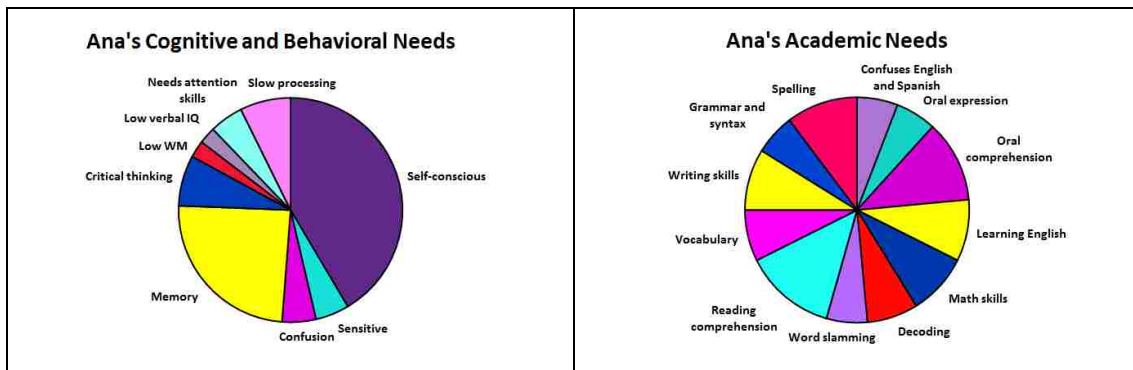 Ana's Cognitive and Behavioral Needs
Needs attention
skills
Slow processing
Low verbal IQ
Low WM
Critical thinking
Self-conscious
Memory
Sensitive
Confusion
Ana's Academic Needs
Confuses English
and Spanish
Spelling
Oral expression
Grammar and
syntax
Oral
comprehension
Writing skills
Learning English
Vocabulary
Math skills
Reading
comprehension
Decoding
Word slamming